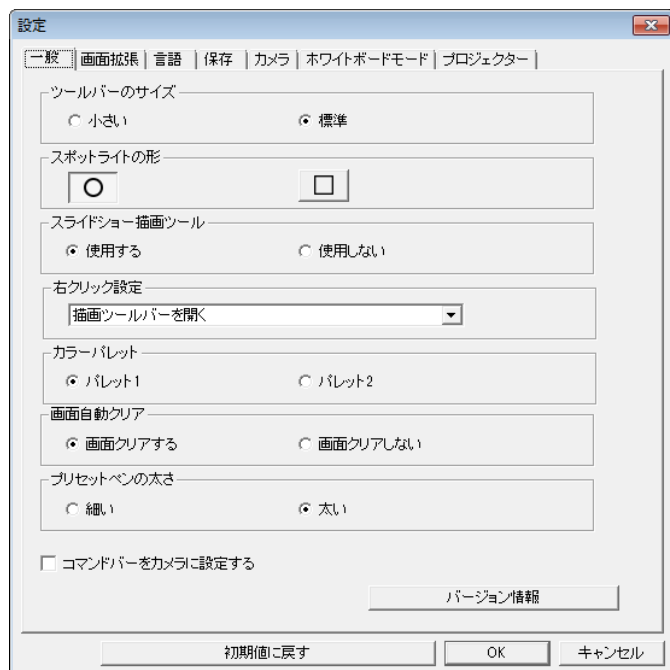 設定
一般 画面拡張 言語 保存 カメラ ホワイトボードモード プロジェクター
ツールバーのサイズ
小さい 標準
スポットライトの形
スライドショー描画ツール
使用する 使用しない
右クリック設定
描画ツールバーを開く
カラーパレット
パレット1 パレット2
画面自動クリア
画面クリアする 画面クリアしない
プリセットペンの太さ
細い 太い
コマンドバーをカメラに設定する
バージョン情報
初期値に戻す OK キャンセル